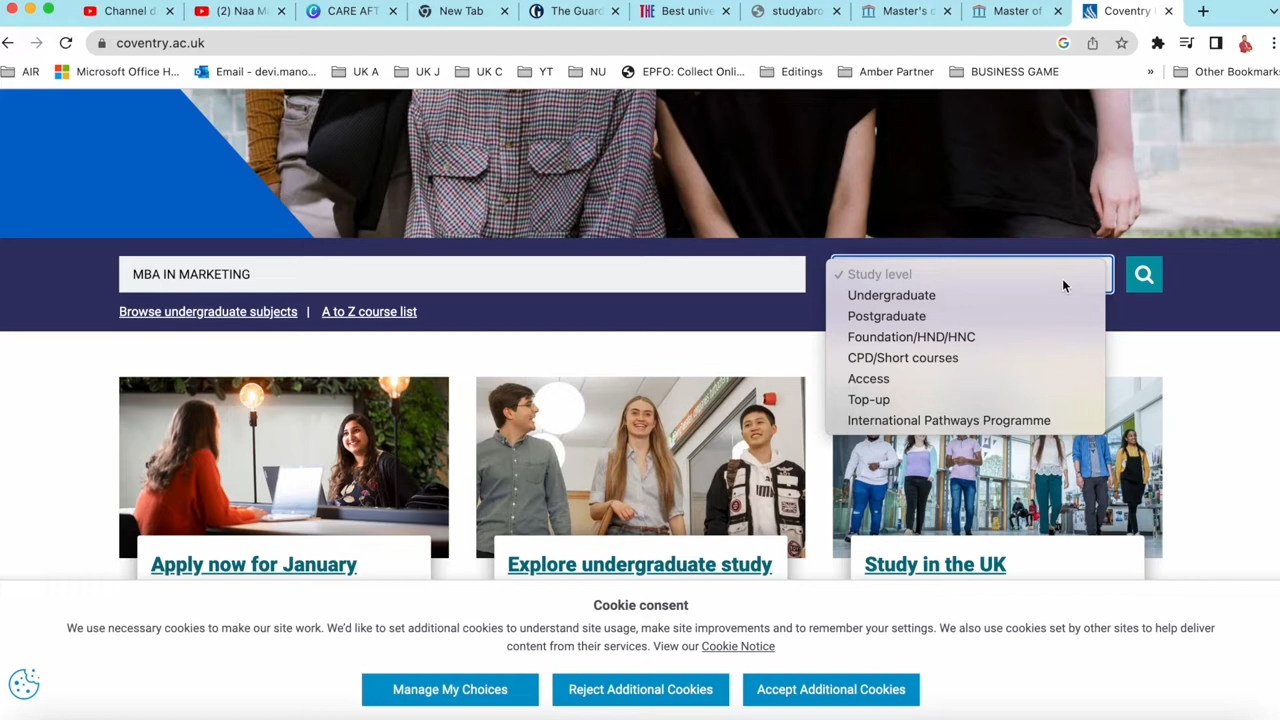 Channel d
(2) Naa M
CARE AFT
New Tab
The Guar
THE Best unive
studyabro
Master's c
Master of
Coventry
coventry.ac.uk
AIR
Microsoft Office H...
Email - devi.mano...
UK A
UK J
UK C
YT
NU
EPFO: Collect Onli...
Editings
Amber Partner
BUSINESS GAME
»
Other Bookmarks
MBA IN MARKETING
✓ Study level
Undergraduate
Postgraduate
Foundation/HND/HNC
CPD/Short courses
Access
Top-up
International Pathways Programme
Browse undergraduate subjects | A to Z course list
Apply now for January
Explore undergraduate study
Study in the UK
Cookie consent
We use necessary cookies to make our site work. We'd like to set additional cookies to understand site usage, make site improvements and to remember your settings. We also use cookies set by other sites to help deliver
content from their services. View our Cookie Notice
Manage My Choices
Reject Additional Cookies
Accept Additional Cookies